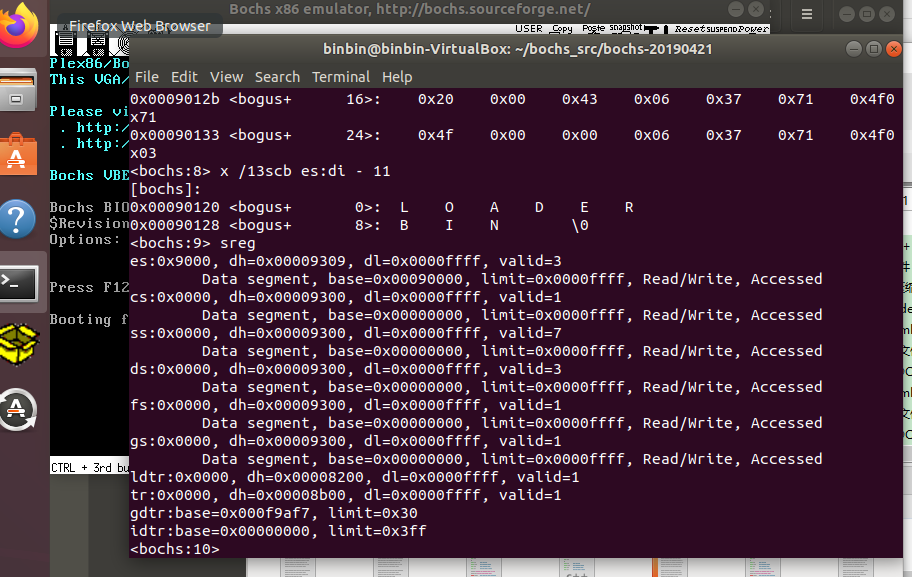 Bochs x86 emulator, http://bochs.sourceforge.net/
Firefox Web Browser
USER Copy Paste snapshot Reset SUSPEND Power
Plex86/Bo
This VGA/
Please vi
. http:/
. http:/
Bochs VBE
Bochs BIO
$Revision
Options:
Press F12
Booting f
CTRL + 3rd bu
binbin@binbin-VirtualBox: ~/bochs_src/bochs-20190421
File Edit View Search Terminal Help
0x0009012b <bogus+ 16>: 0x20 0x00 0x43 0x06 0x37 0x71 0x4f0
x71
0x00090133 <bogus+ 24>: 0x4f 0x00 0x00 0x06 0x37 0x71 0x4f0
x03
<bochs:8> x /13scb es:di - 11
[bochs]:
0x00090120 <bogus+ 0>: L O A D E R
0x00090128 <bogus+ 8>: B I N \0
<bochs:9> sreg
es:0x9000, dh=0x00009309, dl=0x0000ffff, valid=3
Data segment, base=0x00090000, limit=0x0000ffff, Read/Write, Accessed
cs:0x0000, dh=0x00009300, dl=0x0000ffff, valid=1
Data segment, base=0x00000000, limit=0x0000ffff, Read/Write, Accessed
ss:0x0000, dh=0x00009300, dl=0x0000ffff, valid=7
Data segment, base=0x00000000, limit=0x0000ffff, Read/Write, Accessed
ds:0x0000, dh=0x00009300, dl=0x0000ffff, valid=3
Data segment, base=0x00000000, limit=0x0000ffff, Read/Write, Accessed
fs:0x0000, dh=0x00009300, dl=0x0000ffff, valid=1
Data segment, base=0x00000000, limit=0x0000ffff, Read/Write, Accessed
gs:0x0000, dh=0x00009300, dl=0x0000ffff, valid=1
Data segment, base=0x00000000, limit=0x0000ffff, Read/Write, Accessed
ldtr:0x0000, dh=0x00008200, dl=0x0000ffff, valid=1
tr:0x0000, dh=0x00008b00, dl=0x0000ffff, valid=1
gdtr:base=0x000f9af7, limit=0x30
idtr:base=0x00000000, limit=0x3ff
<bochs:10>